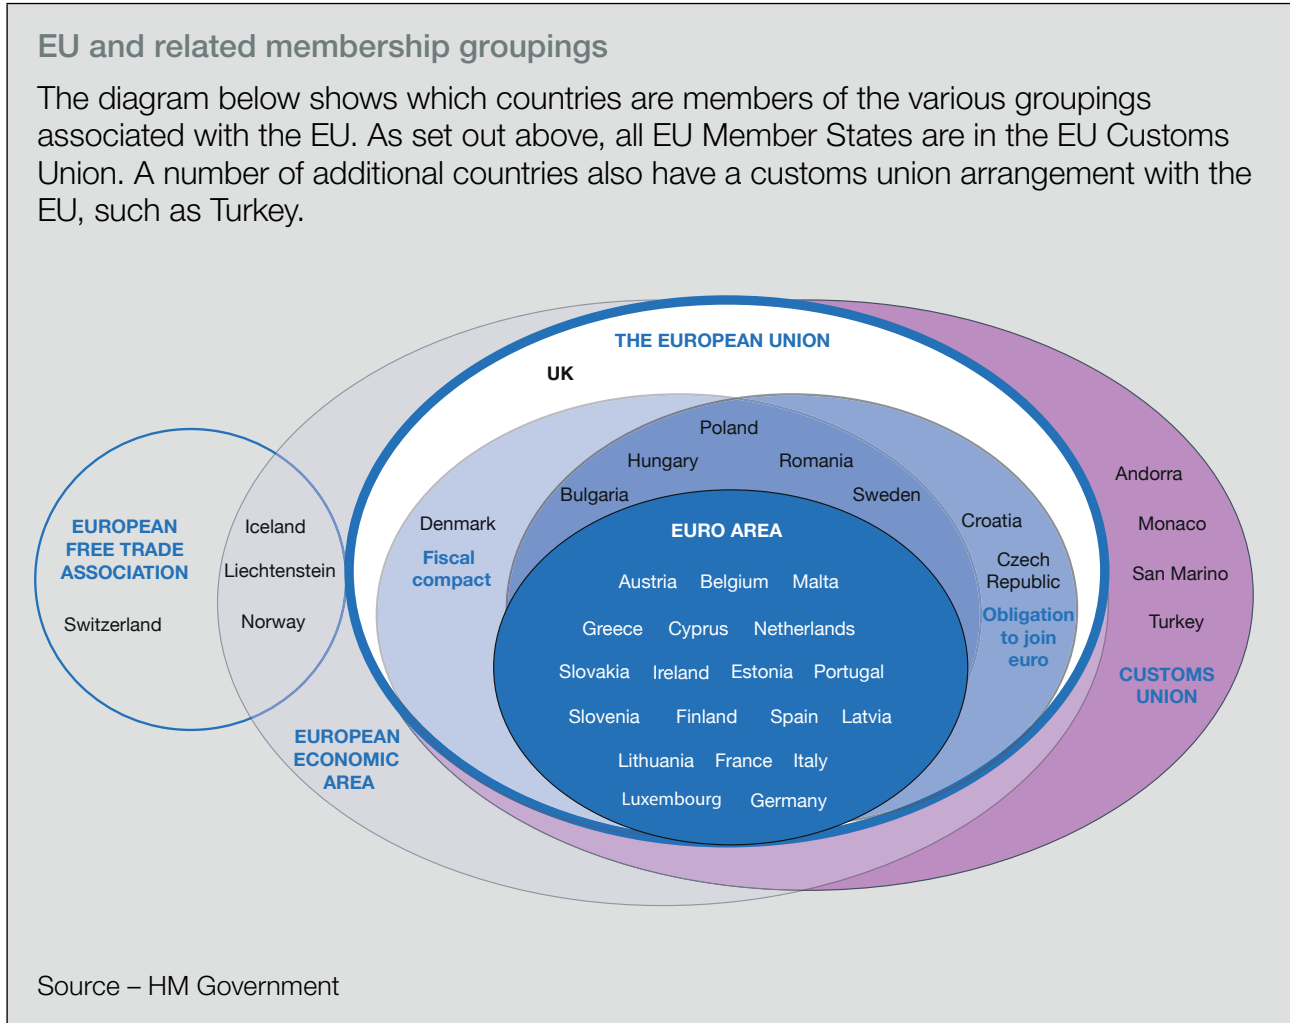 EU and related membership groupings
The diagram below shows which countries are members of the various groupings
associated with the EU. As set out above, all EU Member States are in the EU Customs
Union. A number of additional countries also have a customs union arrangement with the
EU, such as Turkey.
THE EUROPEAN UNION
UK
Poland
Hungary Romania
Bulgaria Sweden
Denmark
Fiscal
compact
Croatia
Czech
Republic
Obligation
to join
euro
EURO AREA
Austria Belgium Malta
Greece Cyprus Netherlands
Slovakia Ireland Estonia Portugal
Slovenia Finland Spain Latvia
Lithuania France Italy
Luxembourg Germany
EUROPEAN
FREE TRADE
ASSOCIATION
Switzerland
Iceland
Liechtenstein
Norway
EUROPEAN
ECONOMIC
AREA
Andorra
Monaco
San Marino
Turkey
CUSTOMS
UNION
Source – HM Government